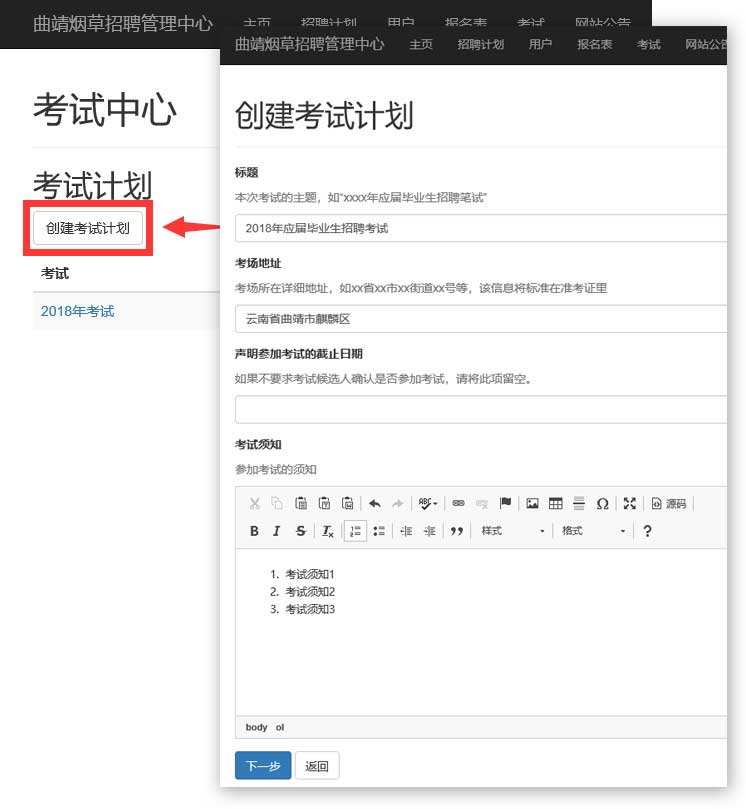 曲靖烟草招聘管理中心 主页 招聘计划 用户 报名表 考试 网站公告
考试中心
考试计划
创建考试计划
考试
2018年考试
曲靖烟草招聘管理中心 主页 招聘计划 用户 报名表 考试 网站公告
创建考试计划
标题
本次考试的主题，如“xxxx年应届毕业生招聘笔试”
2018年应届毕业生招聘考试
考场地址
考场所在详细地址，如xx省xx市xx街道xx号等，该信息将标准在准考证里
云南省曲靖市麒麟区
声明参加考试的截止日期
如果不要求考试候选人确认是否参加考试，请将此项留空。
考试须知
参加考试的须知
源码
B I S Tx 样式 格式 ?
1. 考试须知1
2. 考试须知2
3. 考试须知3
body ol
下一步 返回